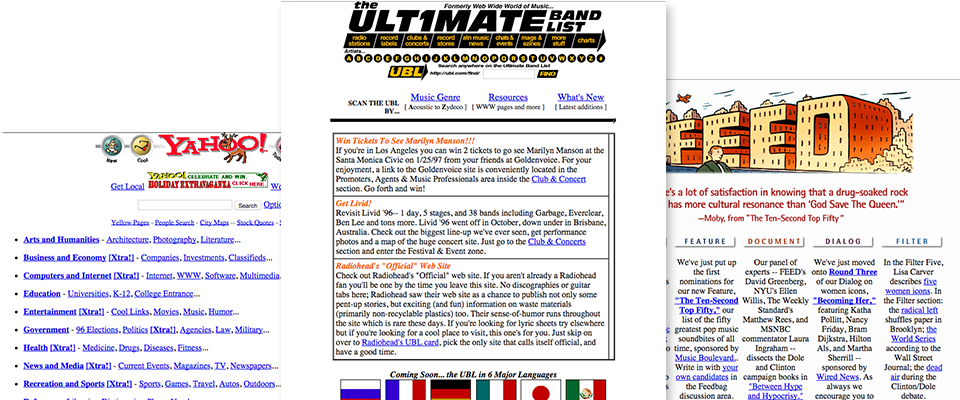 YAHOO!
New
Cool
YAHOO! CELEBRATE AND WIN.
HOLIDAY EXTRAVAGANZA CLICK HERE
Get Local
Search
Yellow Pages - People Search - City Maps -- Stock Quotes -
Arts and Humanities - Architecture, Photography, Literature...
Business and Economy [Xtra!] - Companies, Investments, Classifieds...
Computers and Internet [Xtra!] - Internet, WWW, Software, Multimedia.
Education - Universities, K-12, College Entrance...
Entertainment [Xtra!] - Cool Links, Movies, Music, Humor...
Government - 96 Elections, Politics [Xtra!], Agencies, Law, Military...
Health [Xtra!] - Medicine, Drugs, Diseases, Fitness...
News and Media [Xtra!] - Current Events, Magazines, TV, Newspapers...
Recreation and Sports [Xtra!] - Sports, Games, Travel, Autos, Outdoors...
the Formerly Web Wide World of Music...
ULT1MATE BAND LIST
radio stations
record labels
clubs & concerts
record stores
atn music news
chats & events
mags & ezines
more stuff
charts
Artists...
A B C D E F G H I J K L M N O P Q R S T U V W X Y Z #
Search anywhere on the Ultimate Band List
UBL http://ubl.com/find/ FIND
SCAN THE UBL BY...
Music Genre
[ Acoustic to Zydeco ]
Resources
[ WWW pages and more ]
What's New
[ Latest additions ]
Win Tickets To See Marilyn Manson!!!
If you're in Los Angeles you can win 2 tickets to go see Marilyn Manson at the
Santa Monica Civic on 1/25/97 from your friends at Goldenvoice. For your
enjoyment, a link to the Goldenvoice site is conveniently located in the
Promoters, Agents & Music Professionals area inside the Club & Concert
section. Go forth and win!
Get Livid!
Revisit Livid '96-- 1 day, 5 stages, and 38 bands including Garbage, Everclear,
Ben Lee and tons more. Livid '96 went off in October, down under in Brisbane,
Australia. Check out the biggest line-up we've ever seen, get performance
photos and a map of the huge concert site. Just go to the Club & Concerts
section and enter the Festival & Event zone.
Radiohead's "Official" Web Site
Check out Radiohead's "Official" web site. If you aren't already a Radiohead
fan you'll be one by the time you leave this site. No discographies or guitar
tabs here; Radiohead saw their web site as a chance to publish not only some
pent-up stories, but exciting (and fun) information on waste materials
(primarily non-recyclable plastics) too. Their sense-of-humor runs throughout
the site which is rare these days. If you're looking for lyric sheets try elsewhere
but if you're looking for a cool place to visit, this one's for you. Just skip on
over to Radiohead's UBL card, pick the only site that calls itself official, and
have a good time.
Coming Soon... the UBL in 6 Major Languages
FEED
's a lot of satisfaction in knowing that a drug-soaked rock
has more cultural resonance than 'God Save The Queen.'"
—Moby, from "The Ten-Second Top Fifty"
FEATURE
We've just put
up the first
nominations for
our new Feature,
"The Ten-Second
Top Fifty," our
list of the fifty
greatest pop music
soundbites of all
time, sponsored by
Music Boulevard..
Write in with your
own candidates in
the Feedbag
discussion area.
DOCUMENT
Our panel of
experts -- FEED's
David Greenberg,
NYU's Ellen
Willis, The Weekly
Standard's
Matthew Rees, and
MSNBC
commentator Laura
Ingraham --
dissects the Dole
and Clinton
campaign books in
"Between Hype
and Hypocrisy."
DIALOG
We've just moved
onto Round Three
of our Dialog on
women icons,
"Becoming Her,"
featuring Katha
Pollitt, Nancy
Friday, Bram
Dijkstra, Hilton
Als, and Martha
Sherrill --
sponsored by
Wired News. As
always we
encourage you to
FILTER
In the Filter Five,
Lisa Carver
describes five
women icons. In
the Filter section:
the radical left
shuffles paper in
Brooklyn; the
World Series
according to the
Wall Street
Journal; the dead
air during the
Clinton/Dole
debate.